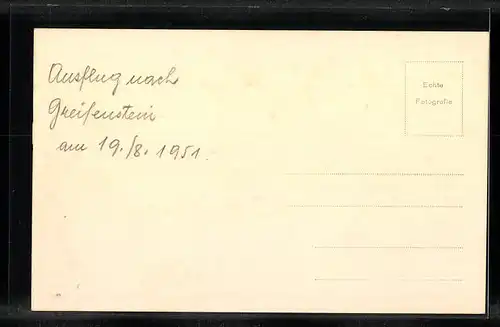 Ausflug nach
Greifenstein
am 19./8. 1951.
Echte
Fotografie